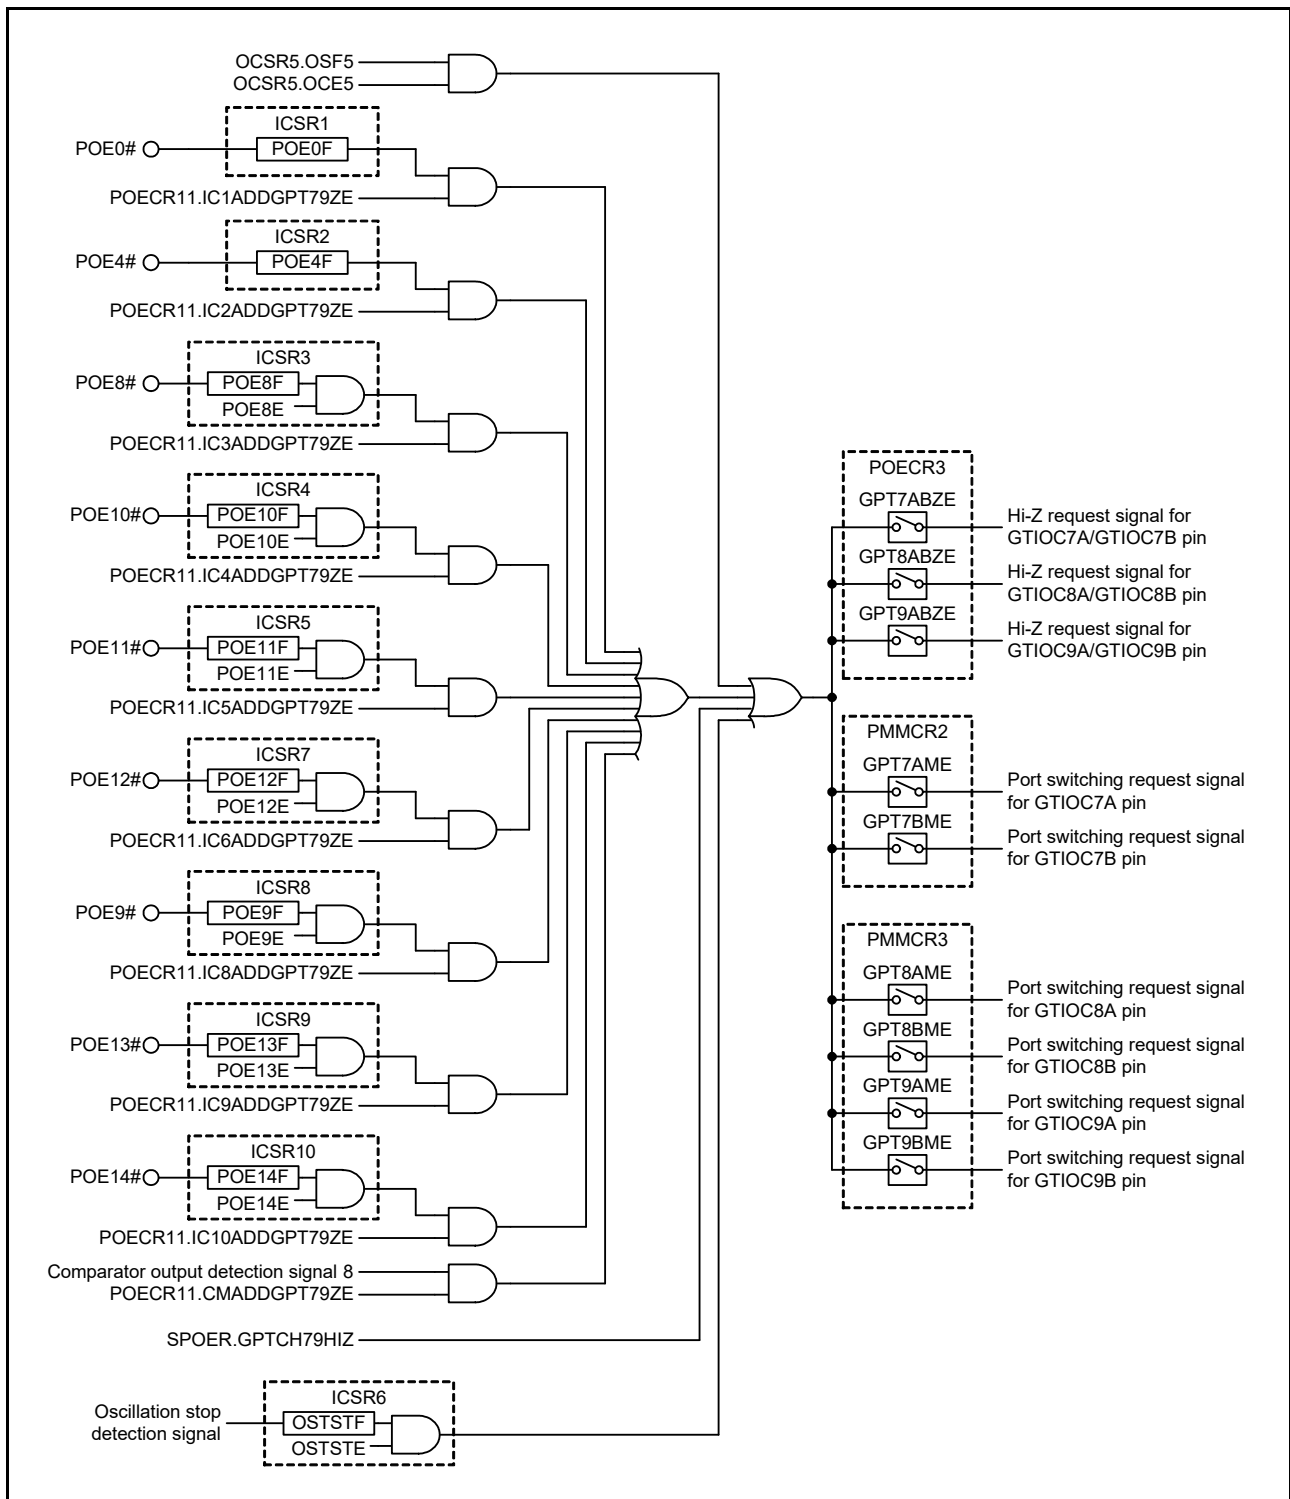 OCSR5.OSF5
OCSR5.OCE5
ICSR1
POE0#
POE0F
POECR11.IC1ADDGPT79ZE
ICSR2
POE4#
POE4F
POECR11.IC2ADDGPT79ZE
ICSR3
POE8#
POE8F
POE8E
POECR11.IC3ADDGPT79ZE
ICSR4
POE10#
POE10F
POE10E
POECR11.IC4ADDGPT79ZE
ICSR5
POE11#
POE11F
POE11E
POECR11.IC5ADDGPT79ZE
ICSR7
POE12#
POE12F
POE12E
POECR11.IC6ADDGPT79ZE
ICSR8
POE9#
POE9F
POE9E
POECR11.IC8ADDGPT79ZE
ICSR9
POE13#
POE13F
POE13E
POECR11.IC9ADDGPT79ZE
ICSR10
POE14#
POE14F
POE14E
POECR11.IC10ADDGPT79ZE
Comparator output detection signal 8
POECR11.CMADDGPT79ZE
SPOER.GPTCH79HIZ
ICSR6
Oscillation stop
detection signal
OSTSTF
OSTSTE
POECR3
GPT7ABZE
Hi-Z request signal for
GTIOC7A/GTIOC7B pin
GPT8ABZE
Hi-Z request signal for
GTIOC8A/GTIOC8B pin
GPT9ABZE
Hi-Z request signal for
GTIOC9A/GTIOC9B pin
PMMCR2
GPT7AME
Port switching request signal
for GTIOC7A pin
GPT7BME
Port switching request signal
for GTIOC7B pin
PMMCR3
GPT8AME
Port switching request signal
for GTIOC8A pin
GPT8BME
Port switching request signal
for GTIOC8B pin
GPT9AME
Port switching request signal
for GTIOC9A pin
GPT9BME
Port switching request signal
for GTIOC9B pin